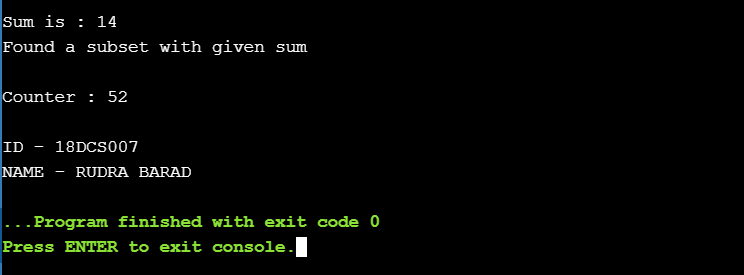 Sum is : 14
Found a subset with given sum
Counter : 52
ID - 18DCS007
NAME - RUDRA BARAD
...Program finished with exit code 0
Press ENTER to exit console.